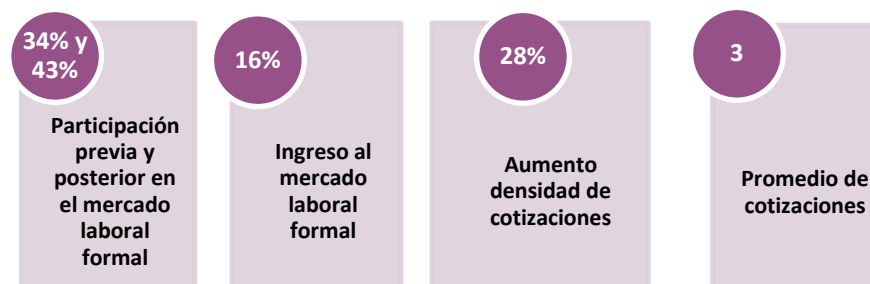 34% y
43%
Participación
previa y
posterior en
el mercado
laboral
formal
16%
Ingreso al
mercado
laboral
formal
28%
Aumento
densidad de
cotizaciones
3
Promedio de
cotizaciones